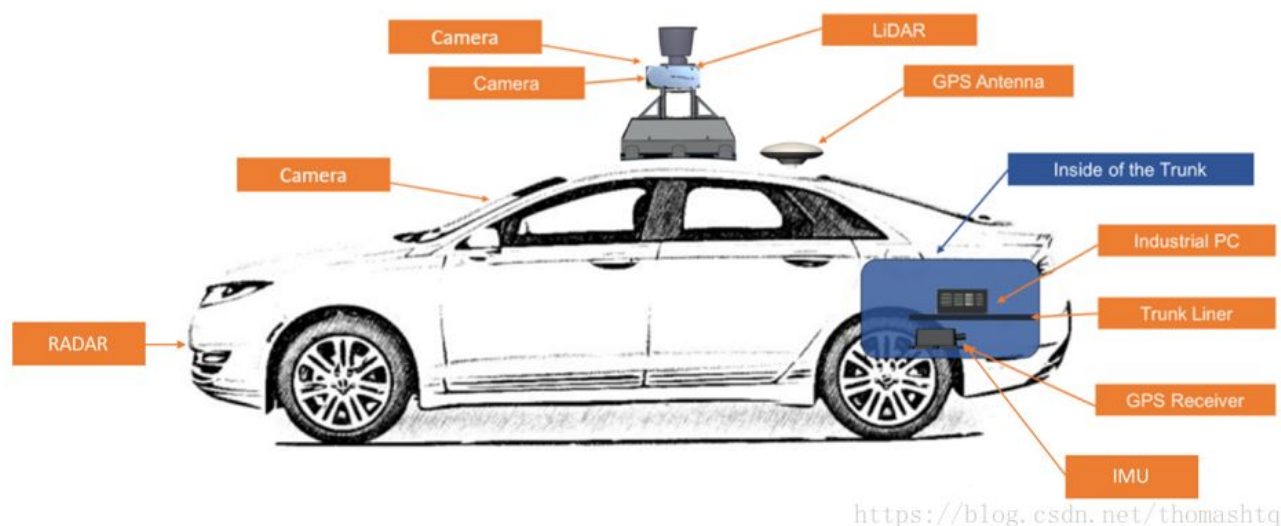 Camera
LiDAR
Camera
GPS Antenna
Camera
Inside of the Trunk
Industrial PC
Trunk Liner
RADAR
GPS Receiver
IMU
https://blog.csdn.net/thomashtq